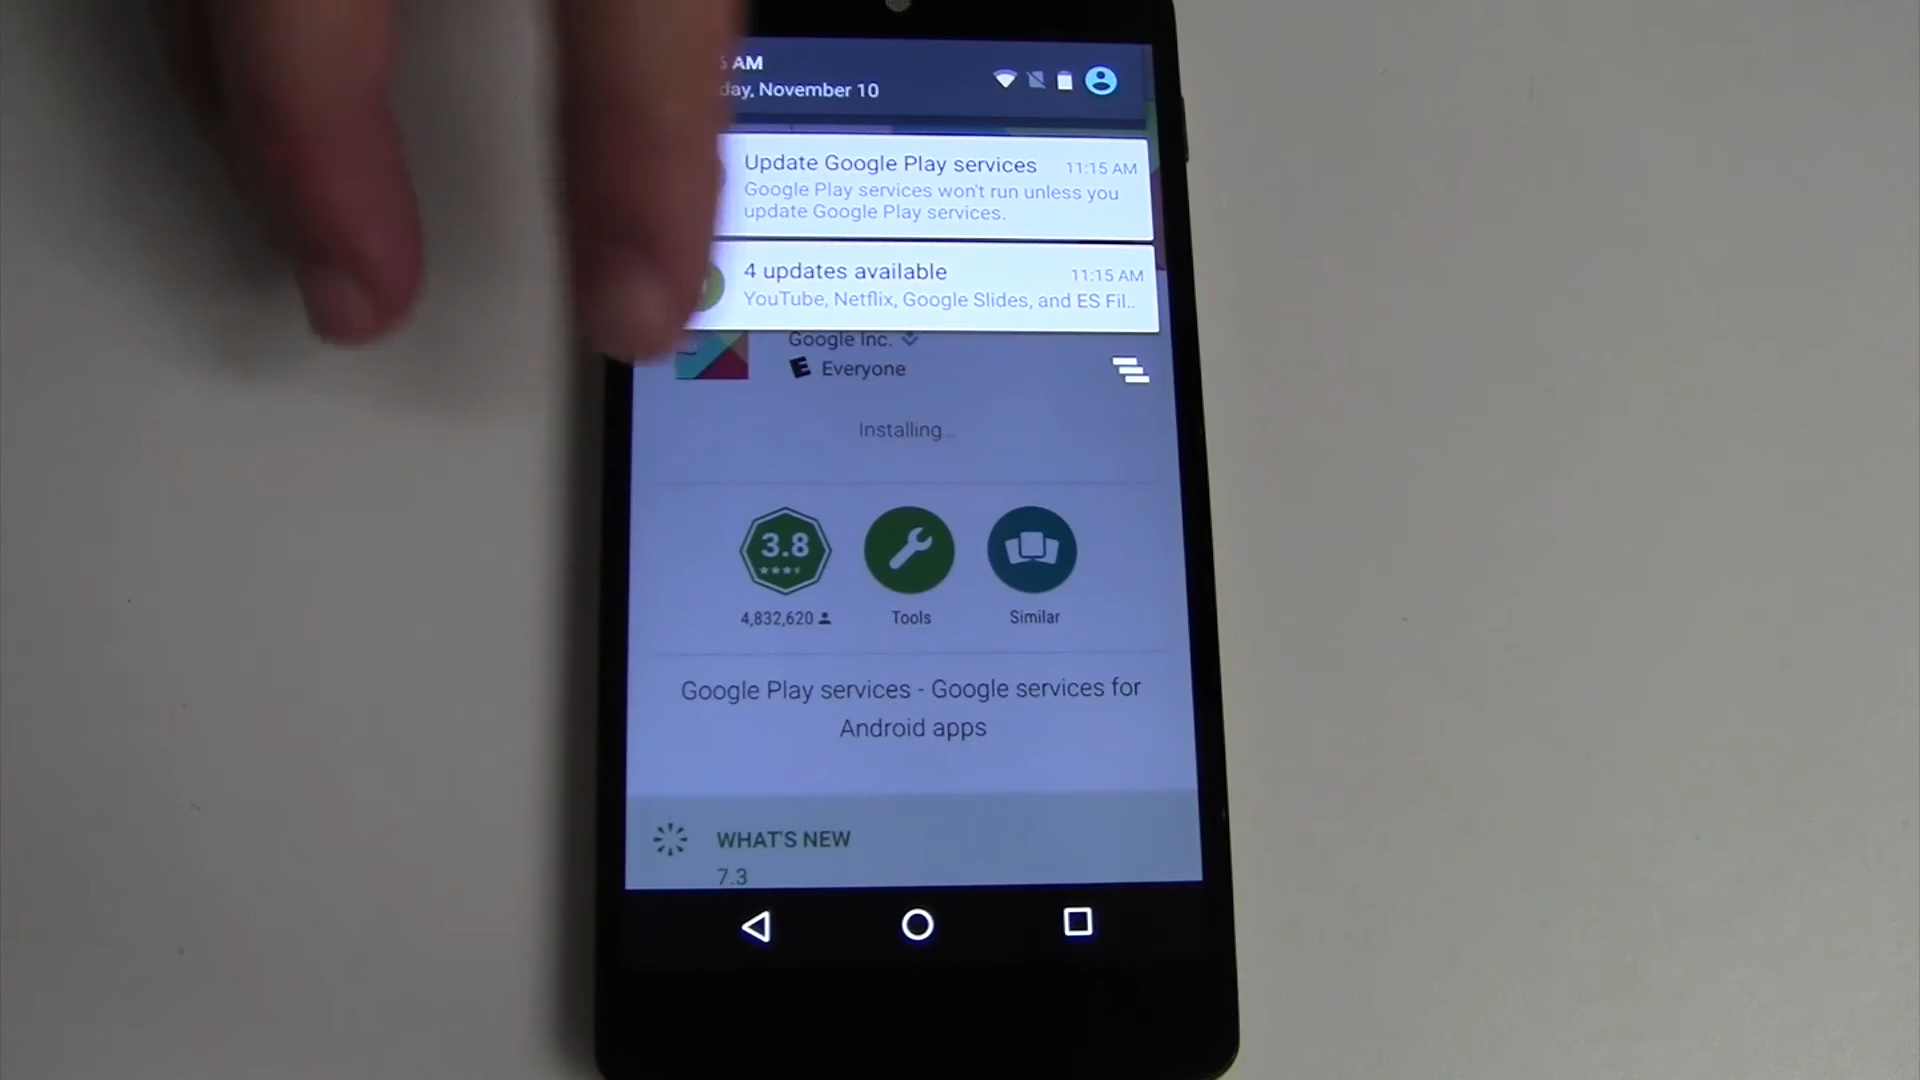 AM
November 10
Update Google Play services 11:15 AM
Google Play services won't run unless you
update Google Play services.
4 updates available 11:15 AM
YouTube, Netflix, Google Slides, and ES Fil..
Google Inc.
E Everyone
Installing...
3.8
4,832,620 Tools Similar
Google Play services - Google services for
Android apps
WHAT'S NEW
7.3